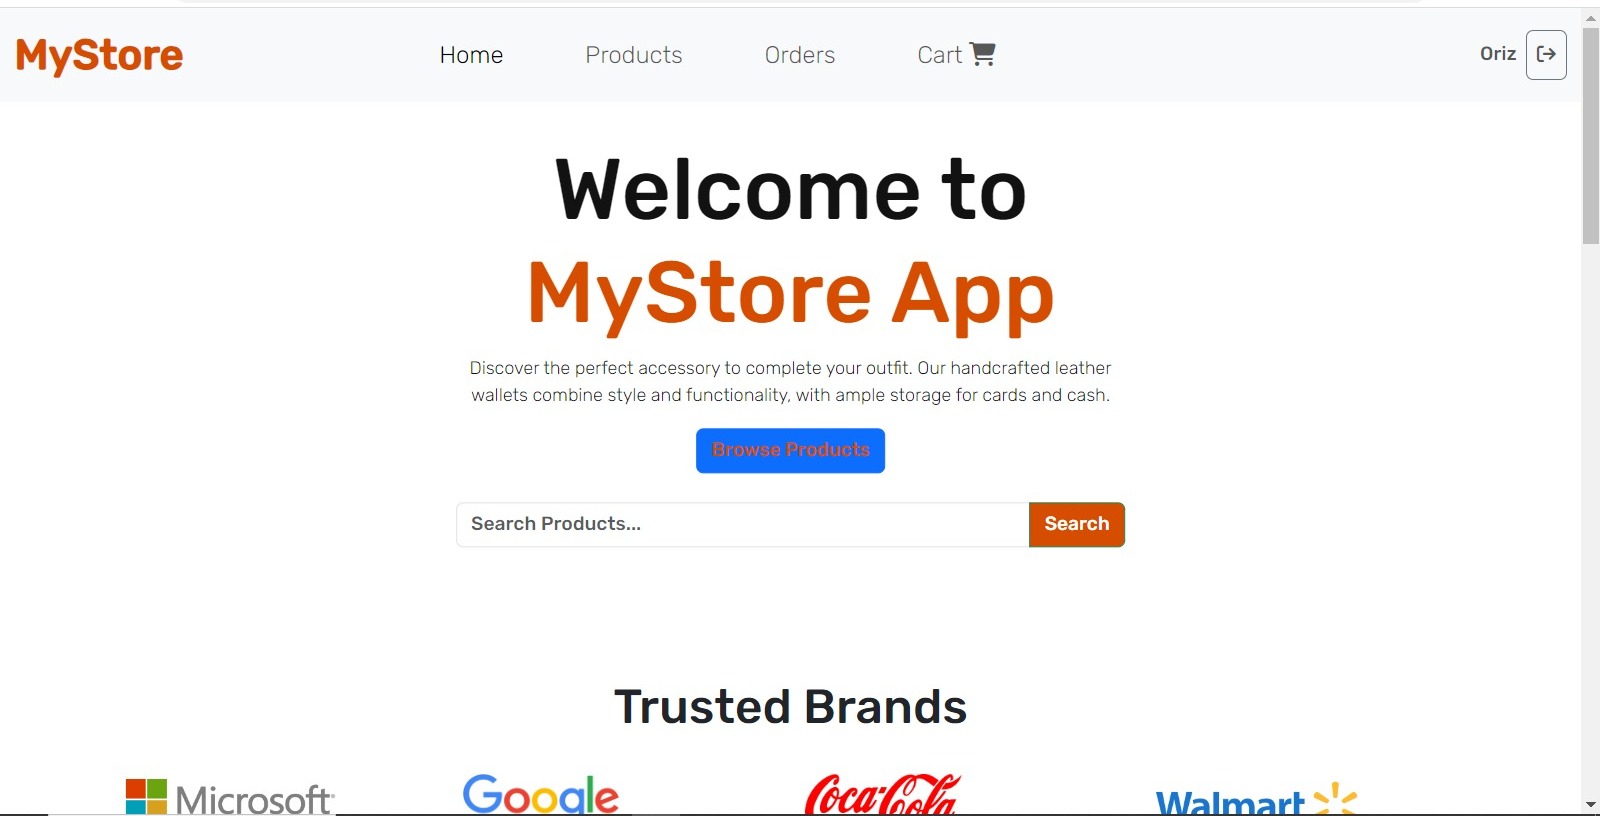 MyStore
Home
Products
Orders
Cart
Oriz
Welcome to
MyStore App
Discover the perfect accessory to complete your outfit. Our handcrafted leather
wallets combine style and functionality, with ample storage for cards and cash.
Browse Products
Search Products...
Search
Trusted Brands
Microsoft
Google
Coca-Cola
Walmart